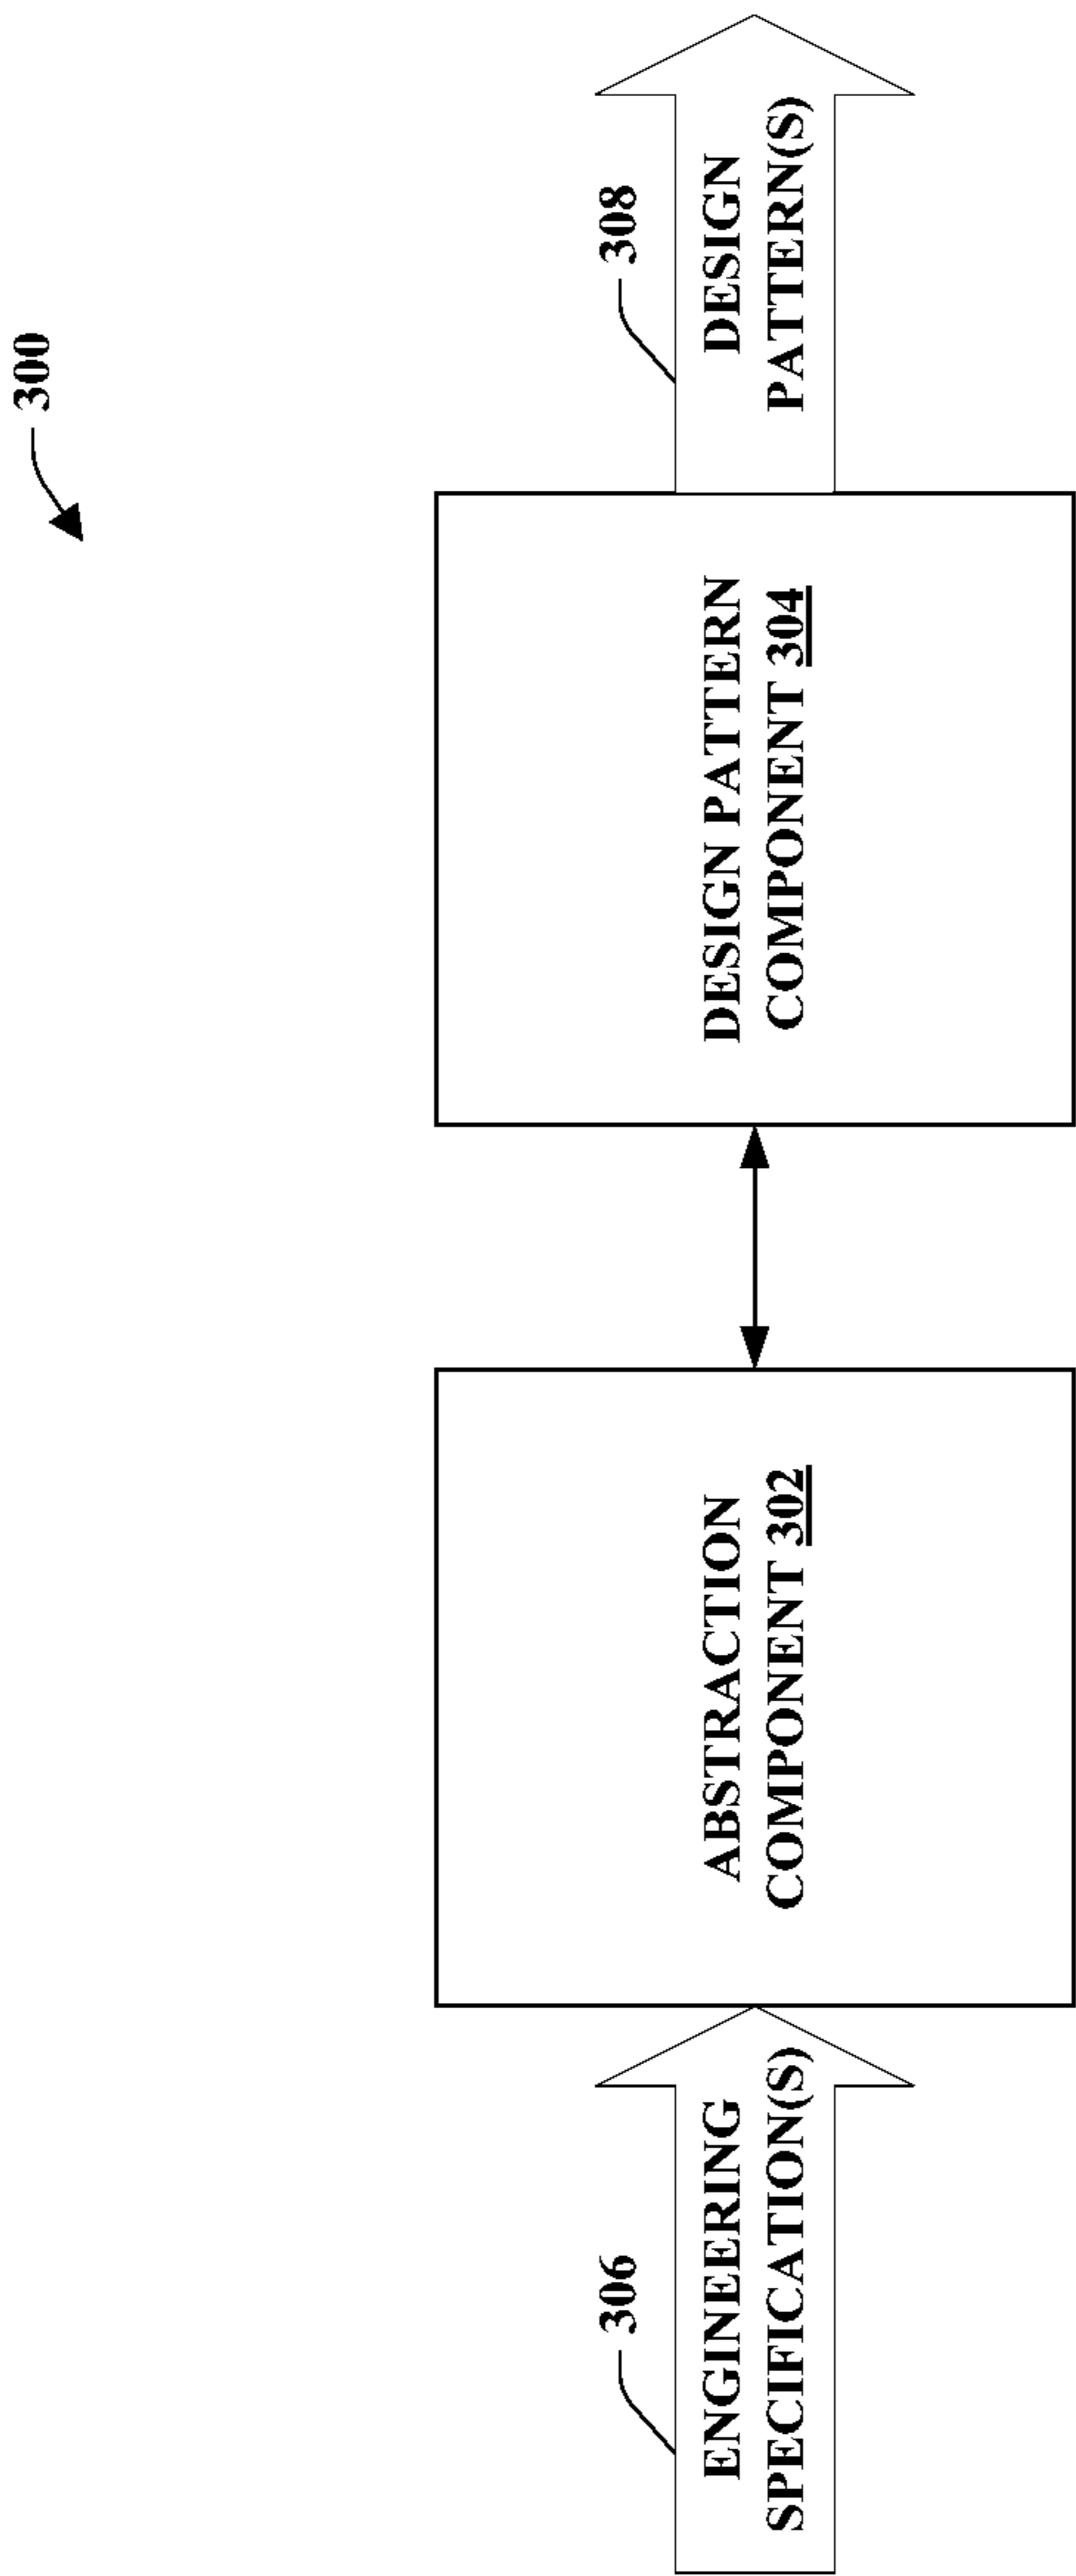 300
306
ENGINEERING
SPECIFICATION(S)
ABSTRACTION
COMPONENT 302
DESIGN PATTERN
COMPONENT 304
308
DESIGN
PATTERN(S)